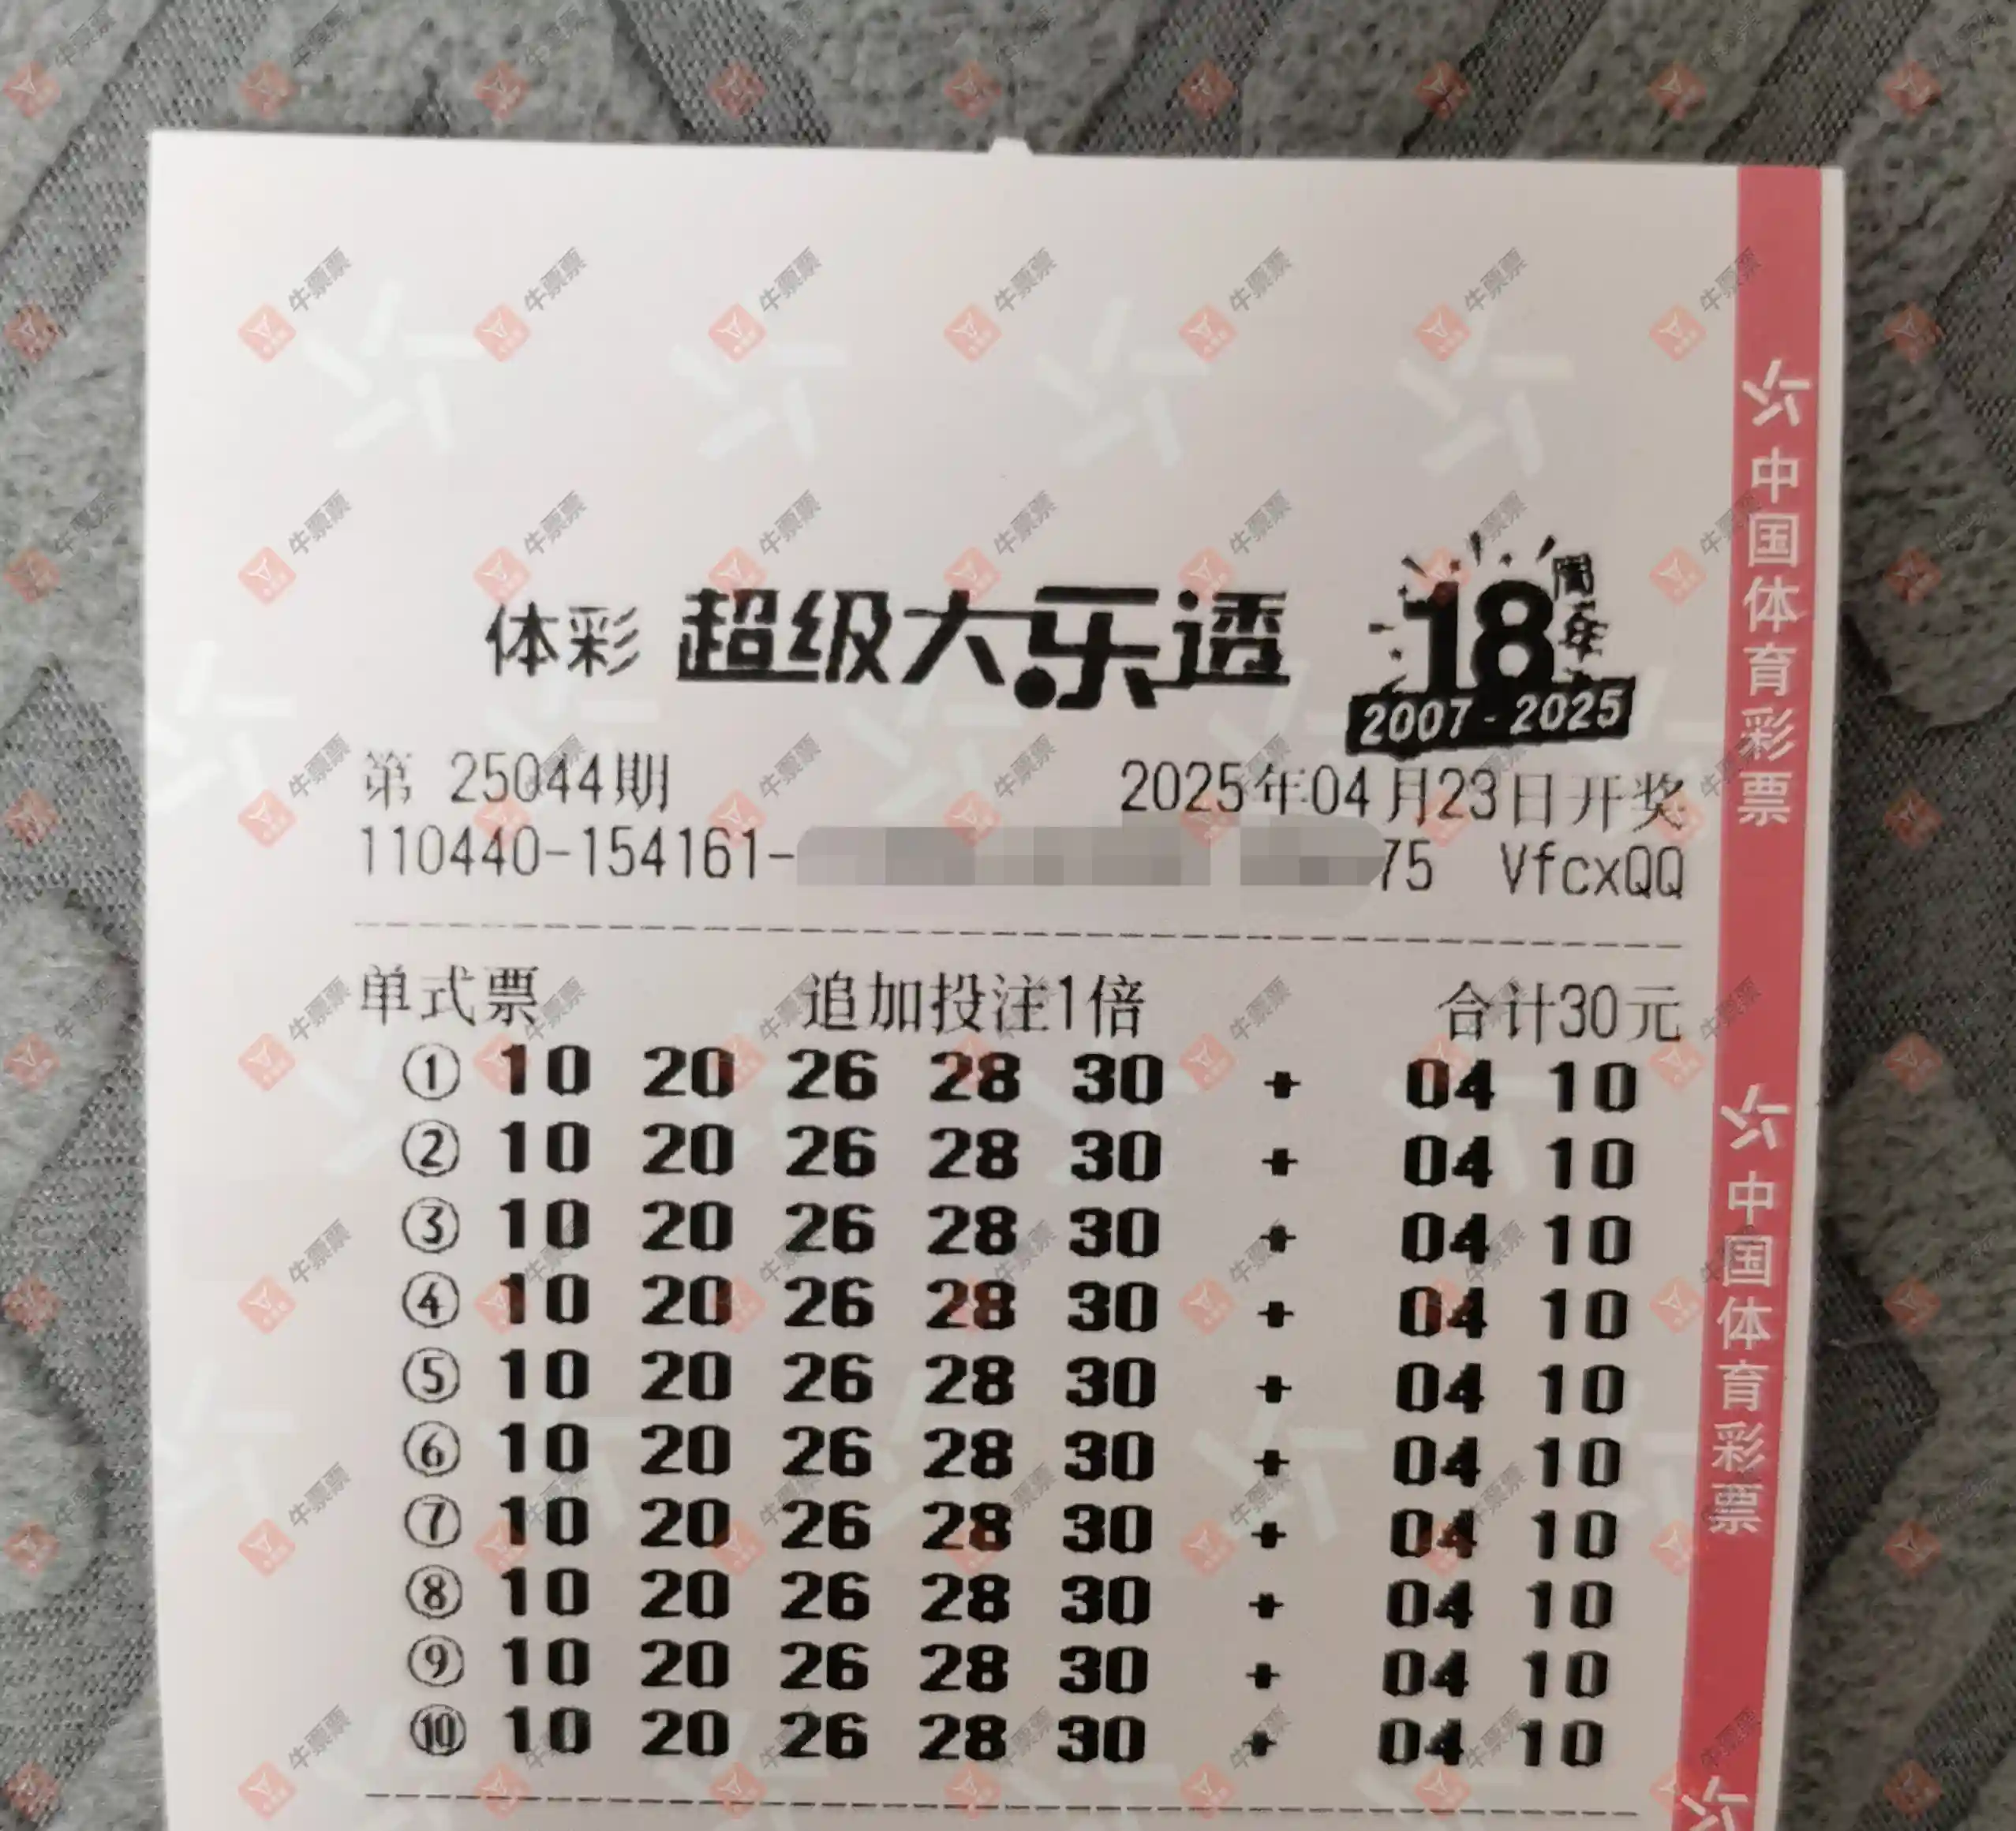 体彩 超级大乐透 18周年
2007-2025
第 25044期 2025年04月23日开奖
110440-154161- 75 VfcxQQ
单式票 追加投注1倍 合计30元
① 10 20 26 28 30 + 04 10
② 10 20 26 28 30 + 04 10
③ 10 20 26 28 30 + 04 10
④ 10 20 26 28 30 + 04 10
⑤ 10 20 26 28 30 + 04 10
⑥ 10 20 26 28 30 + 04 10
⑦ 10 20 26 28 30 + 04 10
⑧ 10 20 26 28 30 + 04 10
⑨ 10 20 26 28 30 + 04 10
⑩ 10 20 26 28 30 + 04 10
中国体育彩票
中国体育彩票
牛票票